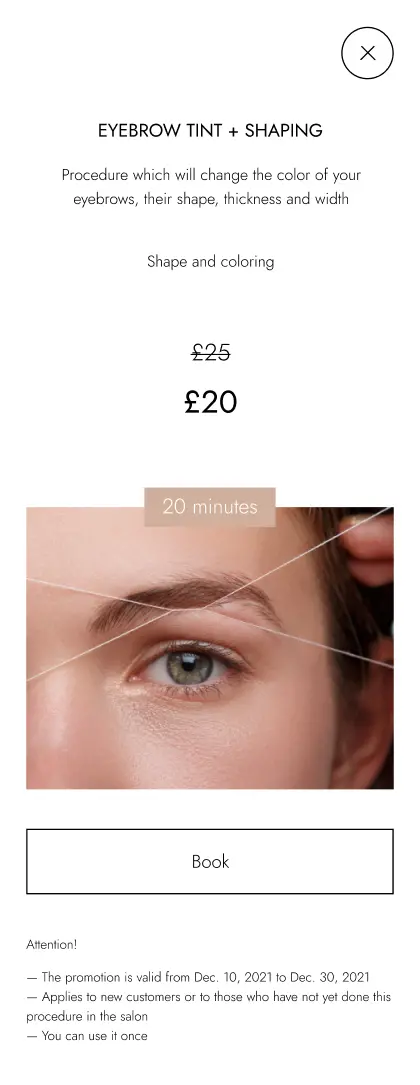 EYEBROW TINT + SHAPING
Procedure which will change the color of your
eyebrows, their shape, thickness and width
Shape and coloring
£25
£20
20 minutes
Book
Attention!
— The promotion is valid from Dec. 10, 2021 to Dec. 30, 2021
— Applies to new customers or to those who have not yet done this
procedure in the salon
— You can use it once